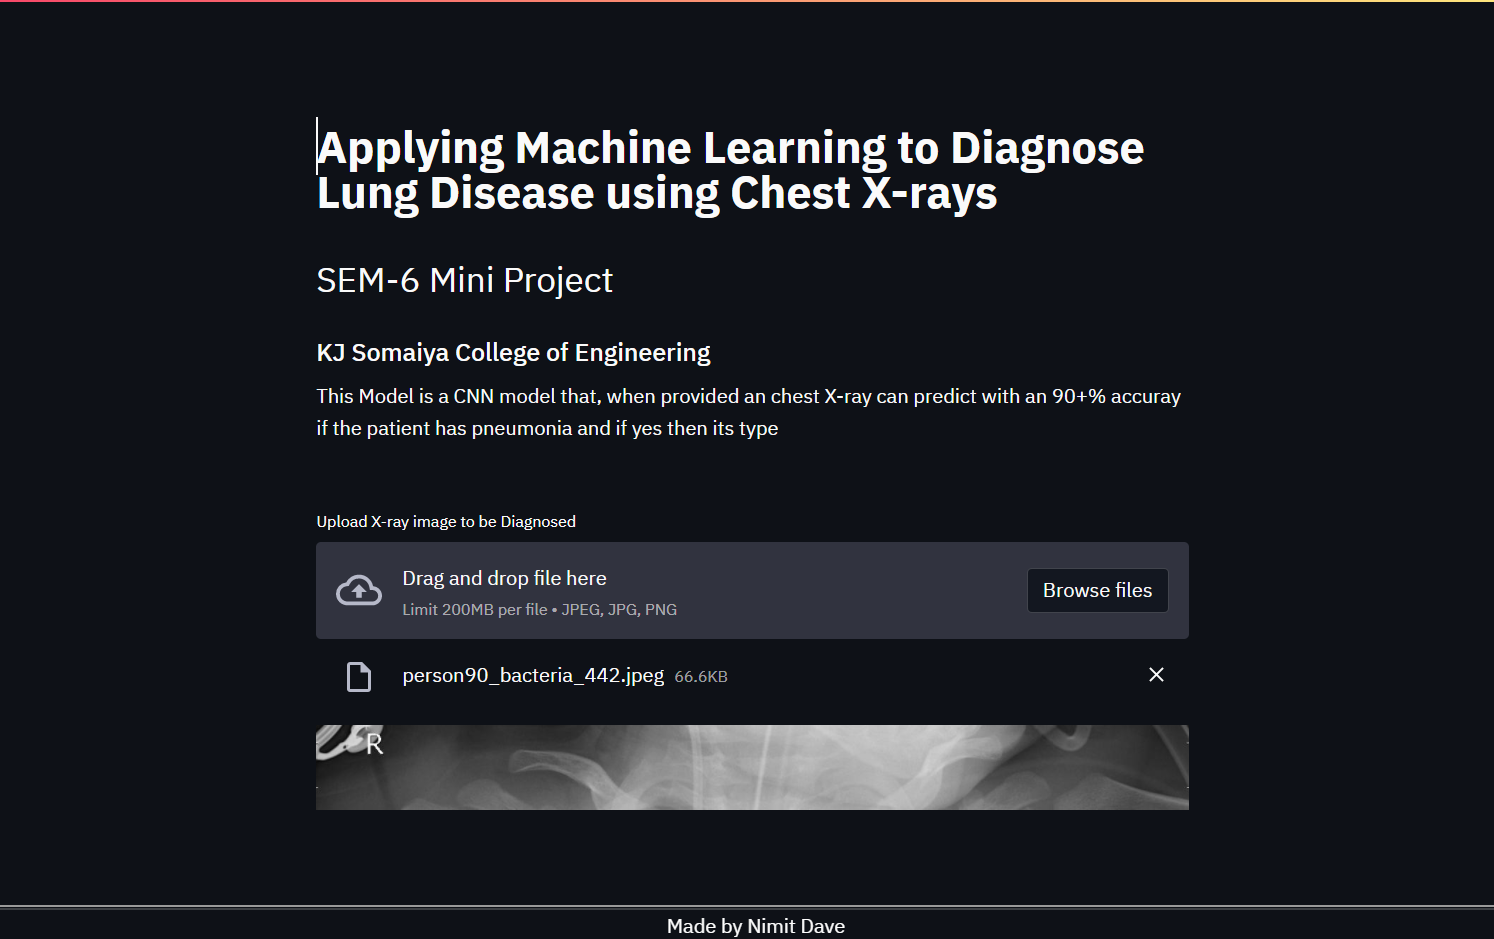 Applying Machine Learning to Diagnose
Lung Disease using Chest X-rays
SEM-6 Mini Project
KJ Somaiya College of Engineering
This Model is a CNN model that, when provided an chest X-ray can predict with an 90+% accuray
if the patient has pneumonia and if yes then its type
Upload X-ray image to be Diagnosed
Drag and drop file here
Limit 200MB per file • JPEG, JPG, PNG
Browse files
person90_bacteria_442.jpeg 66.6KB
R
Made by Nimit Dave